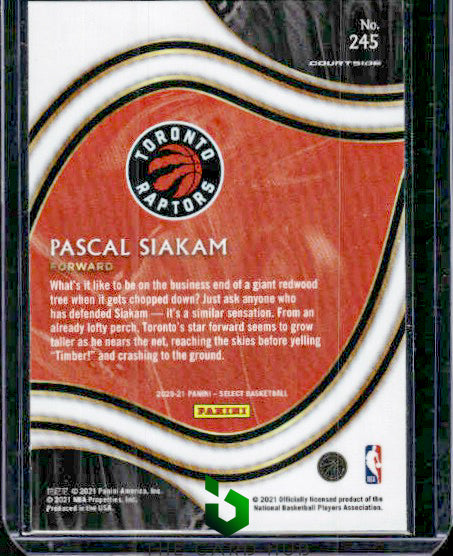 No.
245
COURTSIDE
TORONTO
RAPTORS
PASCAL SIAKAM
FORWARD
What's it like to be on the business end of a giant redwood
tree when it gets chopped down? Just ask anyone who
has defended Siakam — it's a similar sensation. From an
already lofty perch, Toronto's star forward seems to grow
taller as he nears the net, reaching the skies before yelling
"Timber!" and crashing to the ground.
2020-21 PANINI – SELECT BASKETBALL
PANINI
© 2021 Panini America, Inc.
© 2021 NBA Properties, Inc.
Produced in the USA.
NBA
© 2021 Officially licensed product of the
National Basketball Players Association.
THE CARD HUB